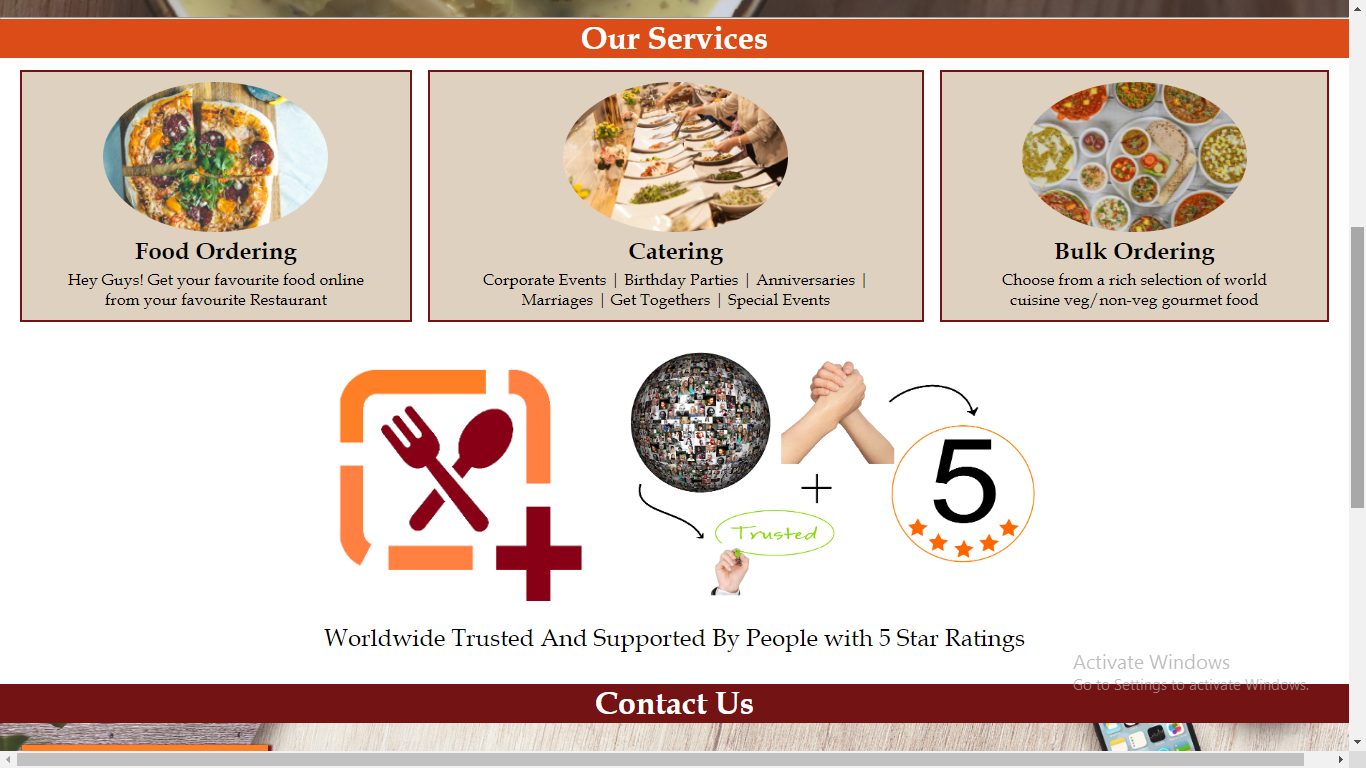 Our Services
Food Ordering
Hey Guys! Get your favourite food online
from your favourite Restaurant
Catering
Corporate Events | Birthday Parties | Anniversaries |
Marriages | Get Togethers | Special Events
Bulk Ordering
Choose from a rich selection of world
cuisine veg/non-veg gourmet food
Trusted
5
Worldwide Trusted And Supported By People with 5 Star Ratings
Activate Windows
Go to Settings to activate Windows.
Contact Us